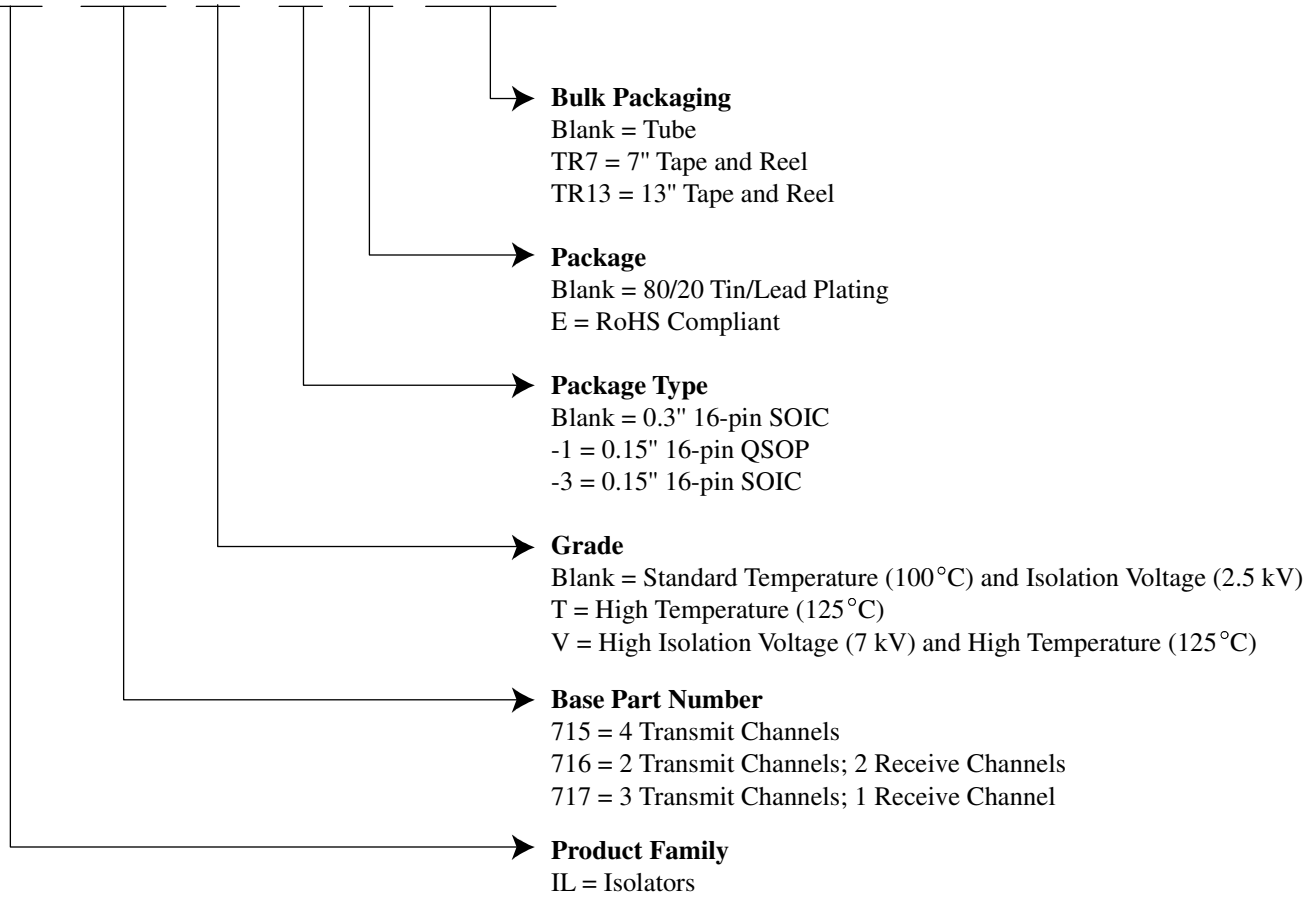 Bulk Packaging
Blank = Tube
TR7 = 7" Tape and Reel
TR13 = 13" Tape and Reel
Package
Blank = 80/20 Tin/Lead Plating
E = RoHS Compliant
Package Type
Blank = 0.3" 16-pin SOIC
-1 = 0.15" 16-pin QSOP
-3 = 0.15" 16-pin SOIC
Grade
Blank = Standard Temperature (100°C) and Isolation Voltage (2.5 kV)
T = High Temperature (125°C)
V = High Isolation Voltage (7 kV) and High Temperature (125°C)
Base Part Number
715 = 4 Transmit Channels
716 = 2 Transmit Channels; 2 Receive Channels
717 = 3 Transmit Channels; 1 Receive Channel
Product Family
IL = Isolators